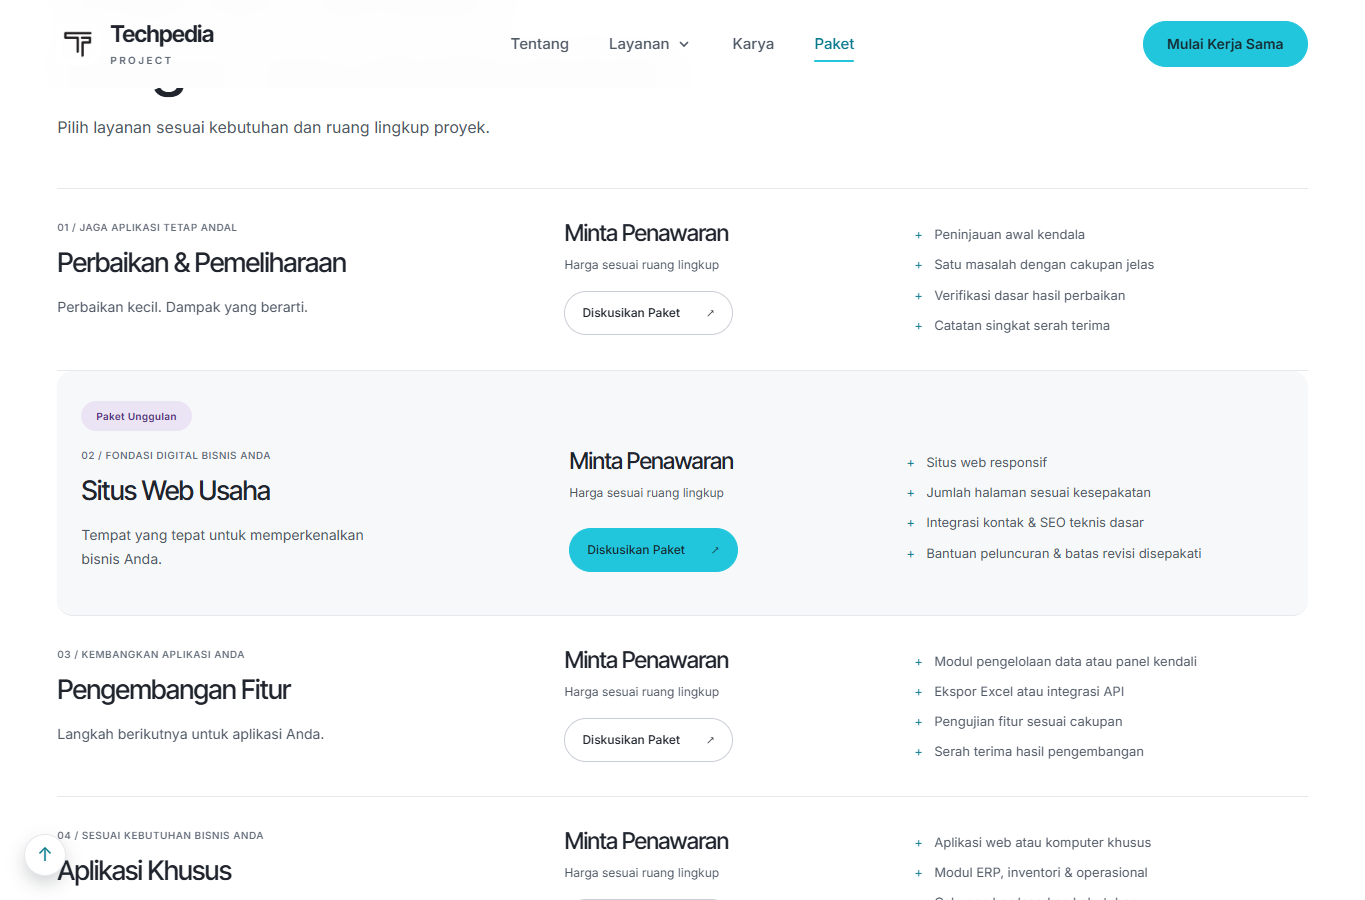 Techpedia
PROJECT
Tentang
Layanan
Karya
Paket
Mulai Kerja Sama
Pilih layanan sesuai kebutuhan dan ruang lingkup proyek.
01 / JAGA APLIKASI TETAP ANDAL
Perbaikan & Pemeliharaan
Perbaikan kecil. Dampak yang berarti.
Minta Penawaran
Harga sesuai ruang lingkup
Diskusikan Paket ↗
+ Peninjauan awal kendala
+ Satu masalah dengan cakupan jelas
+ Verifikasi dasar hasil perbaikan
+ Catatan singkat serah terima
Paket Unggulan
02 / FONDASI DIGITAL BISNIS ANDA
Situs Web Usaha
Tempat yang tepat untuk memperkenalkan
bisnis Anda.
Minta Penawaran
Harga sesuai ruang lingkup
Diskusikan Paket ↗
+ Situs web responsif
+ Jumlah halaman sesuai kesepakatan
+ Integrasi kontak & SEO teknis dasar
+ Bantuan peluncuran & batas revisi disepakati
03 / KEMBANGKAN APLIKASI ANDA
Pengembangan Fitur
Langkah berikutnya untuk aplikasi Anda.
Minta Penawaran
Harga sesuai ruang lingkup
Diskusikan Paket ↗
+ Modul pengelolaan data atau panel kendali
+ Ekspor Excel atau integrasi API
+ Pengujian fitur sesuai cakupan
+ Serah terima hasil pengembangan
04 / SESUAI KEBUTUHAN BISNIS ANDA
Aplikasi Khusus
Minta Penawaran
Harga sesuai ruang lingkup
+ Aplikasi web atau komputer khusus
+ Modul ERP, inventori & operasional